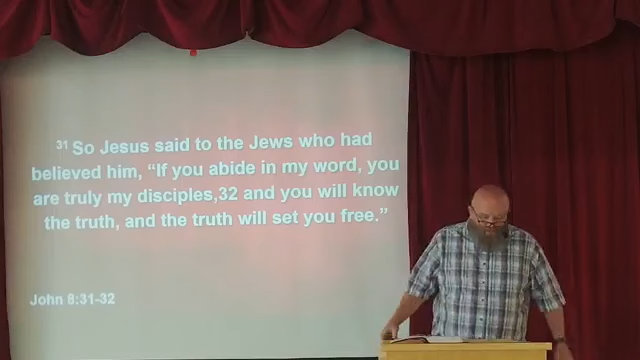 ³¹ So Jesus said to the Jews who had
believed him, “If you abide in my word, you
are truly my disciples,32 and you will know
the truth, and the truth will set you free.”
John 8:31-32